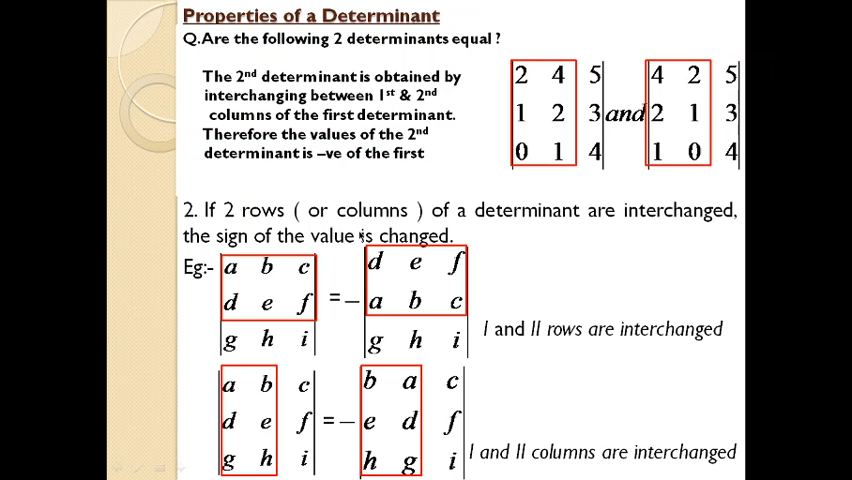 Properties of a Determinant
Q. Are the following 2 determinants equal ?
The 2nd determinant is obtained by
interchanging between 1st & 2nd
columns of the first determinant.
Therefore the values of the 2nd
determinant is –ve of the first
2 4 5 4 2 5
1 2 3 and 2 1 3
0 1 4 1 0 4
2. If 2 rows ( or columns ) of a determinant are interchanged,
the sign of the value is changed.
Eg:- a b c d e f
d e f = – a b c
g h i g h i
I and II rows are interchanged
a b c b a c
d e f = – e d f
g h i h g i
I and II columns are interchanged